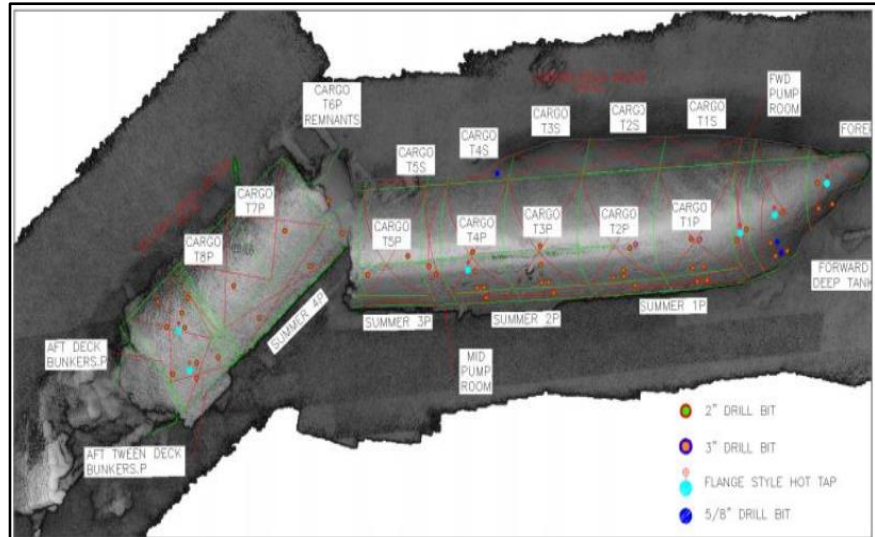 CARGO
T6P
REMNANTS
CARGO
T5S
CARGO
T4S
CARGO
T3S
CARGO
T2S
CARGO
T1S
FWD
PUMP
ROOM
CARGO
T7P
CARGO
T8P
CARGO
T5P
CARGO
T4P
CARGO
T3P
CARGO
T2P
CARGO
T1P
FORWARD
DEEP TANK
SUMMER 4P
SUMMER 3P
SUMMER 2P
SUMMER 1P
MID
PUMP
ROOM
AFT DECK
BUNKERS.P
AFT TWEEN DECK
BUNKERS.P
2" DRILL BIT
3" DRILL BIT
FLANGE STYLE HOT TAP
5/8" DRILL BIT